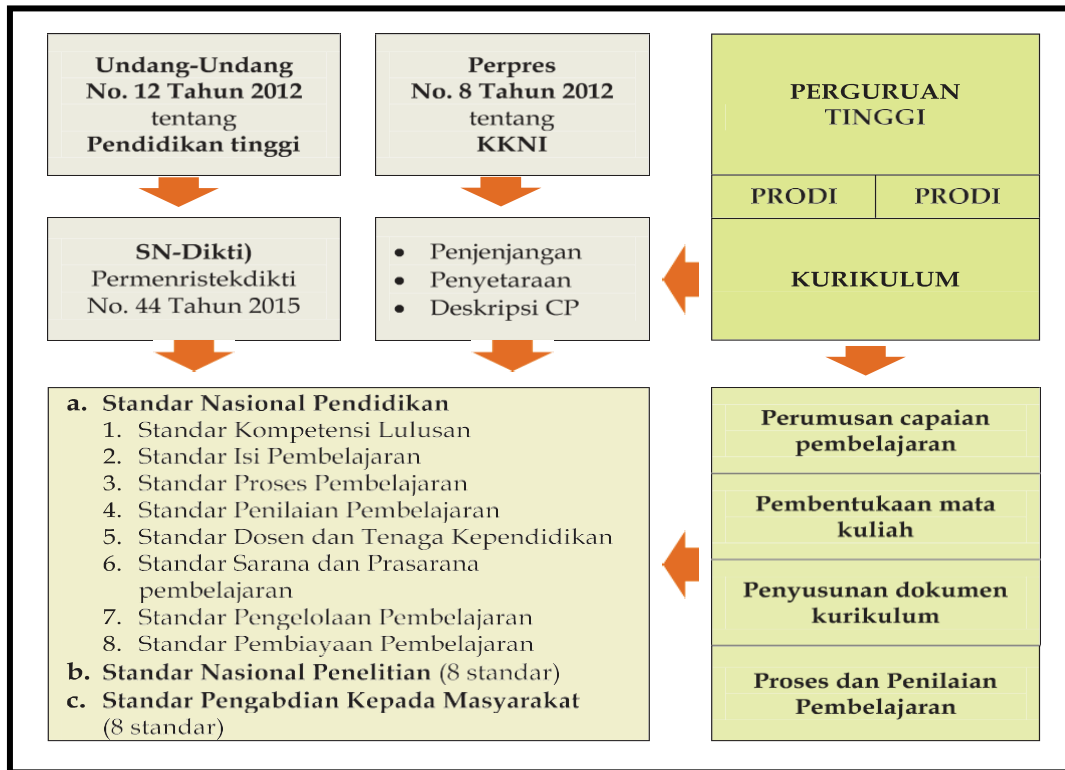 Undang-Undang
No. 12 Tahun 2012
tentang
Pendidikan tinggi
Perpres
No. 8 Tahun 2012
tentang
KKNI
PERGURUAN
TINGGI
PRODI
PRODI
SN-Dikti)
Permenristekdikti
No. 44 Tahun 2015
• Penjenjangan
• Penyetaraan
• Deskripsi CP
KURIKULUM
a. Standar Nasional Pendidikan
1. Standar Kompetensi Lulusan
2. Standar Isi Pembelajaran
3. Standar Proses Pembelajaran
4. Standar Penilaian Pembelajaran
5. Standar Dosen dan Tenaga Kependidikan
6. Standar Sarana dan Prasarana
pembelajaran
7. Standar Pengelolaan Pembelajaran
8. Standar Pembiayaan Pembelajaran
b. Standar Nasional Penelitian (8 standar)
c. Standar Pengabdian Kepada Masyarakat
(8 standar)
Perumusan capaian
pembelajaran
Pembentukaan mata
kuliah
Penyusunan dokumen
kurikulum
Proses dan Penilaian
Pembelajaran